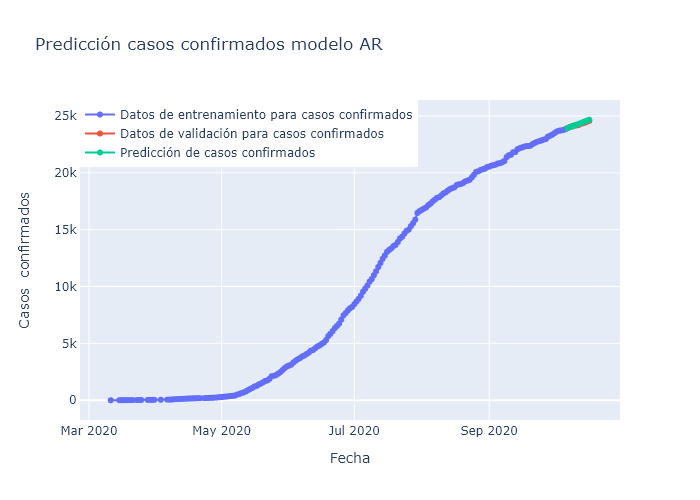 Predicción casos confirmados modelo AR
Datos de entrenamiento para casos confirmados
Datos de validación para casos confirmados
Predicción de casos confirmados
25k
20k
15k
10k
5k
0
Casos  confirmados
Mar 2020
May 2020
Jul 2020
Sep 2020
Fecha